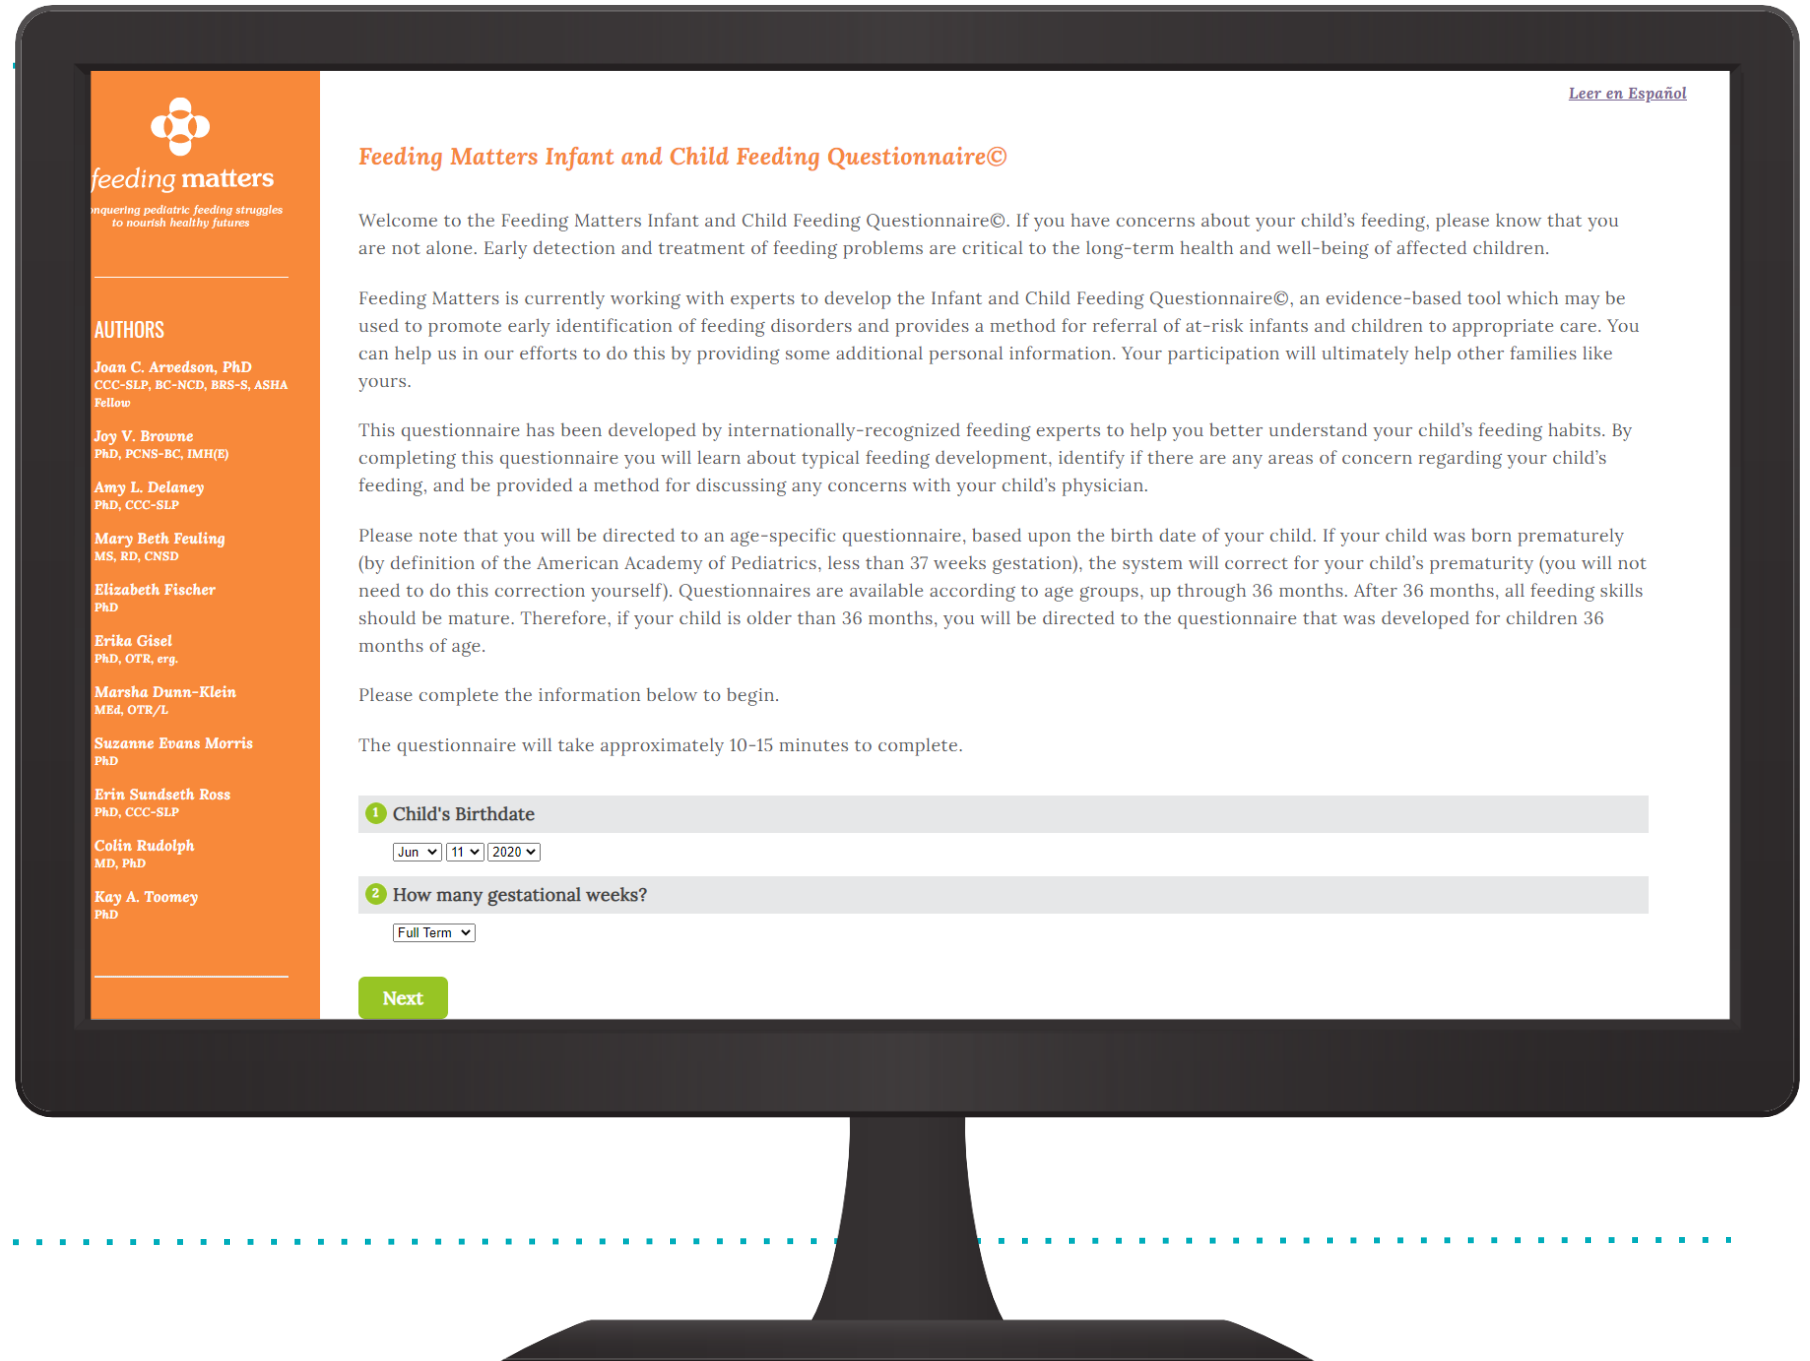 Leer en Español
feeding matters
onquering pediatric feeding struggles
to nourish healthy futures
AUTHORS
Joan C. Arvedson, PhD
CCC-SLP, BC-NCD, BRS-S, ASHA
Fellow
Joy V. Browne
PhD, PCNS-BC, IMH(E)
Amy L. Delaney
PhD, CCC-SLP
Mary Beth Feuling
MS, RD, CNSD
Elizabeth Fischer
PhD
Erika Gisel
PhD, OTR, erg.
Marsha Dunn-Klein
MEd, OTR/L
Suzanne Evans Morris
PhD
Erin Sundseth Ross
PhD, CCC-SLP
Colin Rudolph
MD, PhD
Kay A. Toomey
PhD
Feeding Matters Infant and Child Feeding Questionnaire©
Welcome to the Feeding Matters Infant and Child Feeding Questionnaire©. If you have concerns about your child's feeding, please know that you
are not alone. Early detection and treatment of feeding problems are critical to the long-term health and well-being of affected children.
Feeding Matters is currently working with experts to develop the Infant and Child Feeding Questionnaire©, an evidence-based tool which may be
used to promote early identification of feeding disorders and provides a method for referral of at-risk infants and children to appropriate care. You
can help us in our efforts to do this by providing some additional personal information. Your participation will ultimately help other families like
yours.
This questionnaire has been developed by internationally-recognized feeding experts to help you better understand your child's feeding habits. By
completing this questionnaire you will learn about typical feeding development, identify if there are any areas of concern regarding your child's
feeding, and be provided a method for discussing any concerns with your child's physician.
Please note that you will be directed to an age-specific questionnaire, based upon the birth date of your child. If your child was born prematurely
(by definition of the American Academy of Pediatrics, less than 37 weeks gestation), the system will correct for your child's prematurity (you will not
need to do this correction yourself). Questionnaires are available according to age groups, up through 36 months. After 36 months, all feeding skills
should be mature. Therefore, if your child is older than 36 months, you will be directed to the questionnaire that was developed for children 36
months of age.
Please complete the information below to begin.
The questionnaire will take approximately 10-15 minutes to complete.
1 Child's Birthdate
Jun 11 2020
2 How many gestational weeks?
Full Term
Next